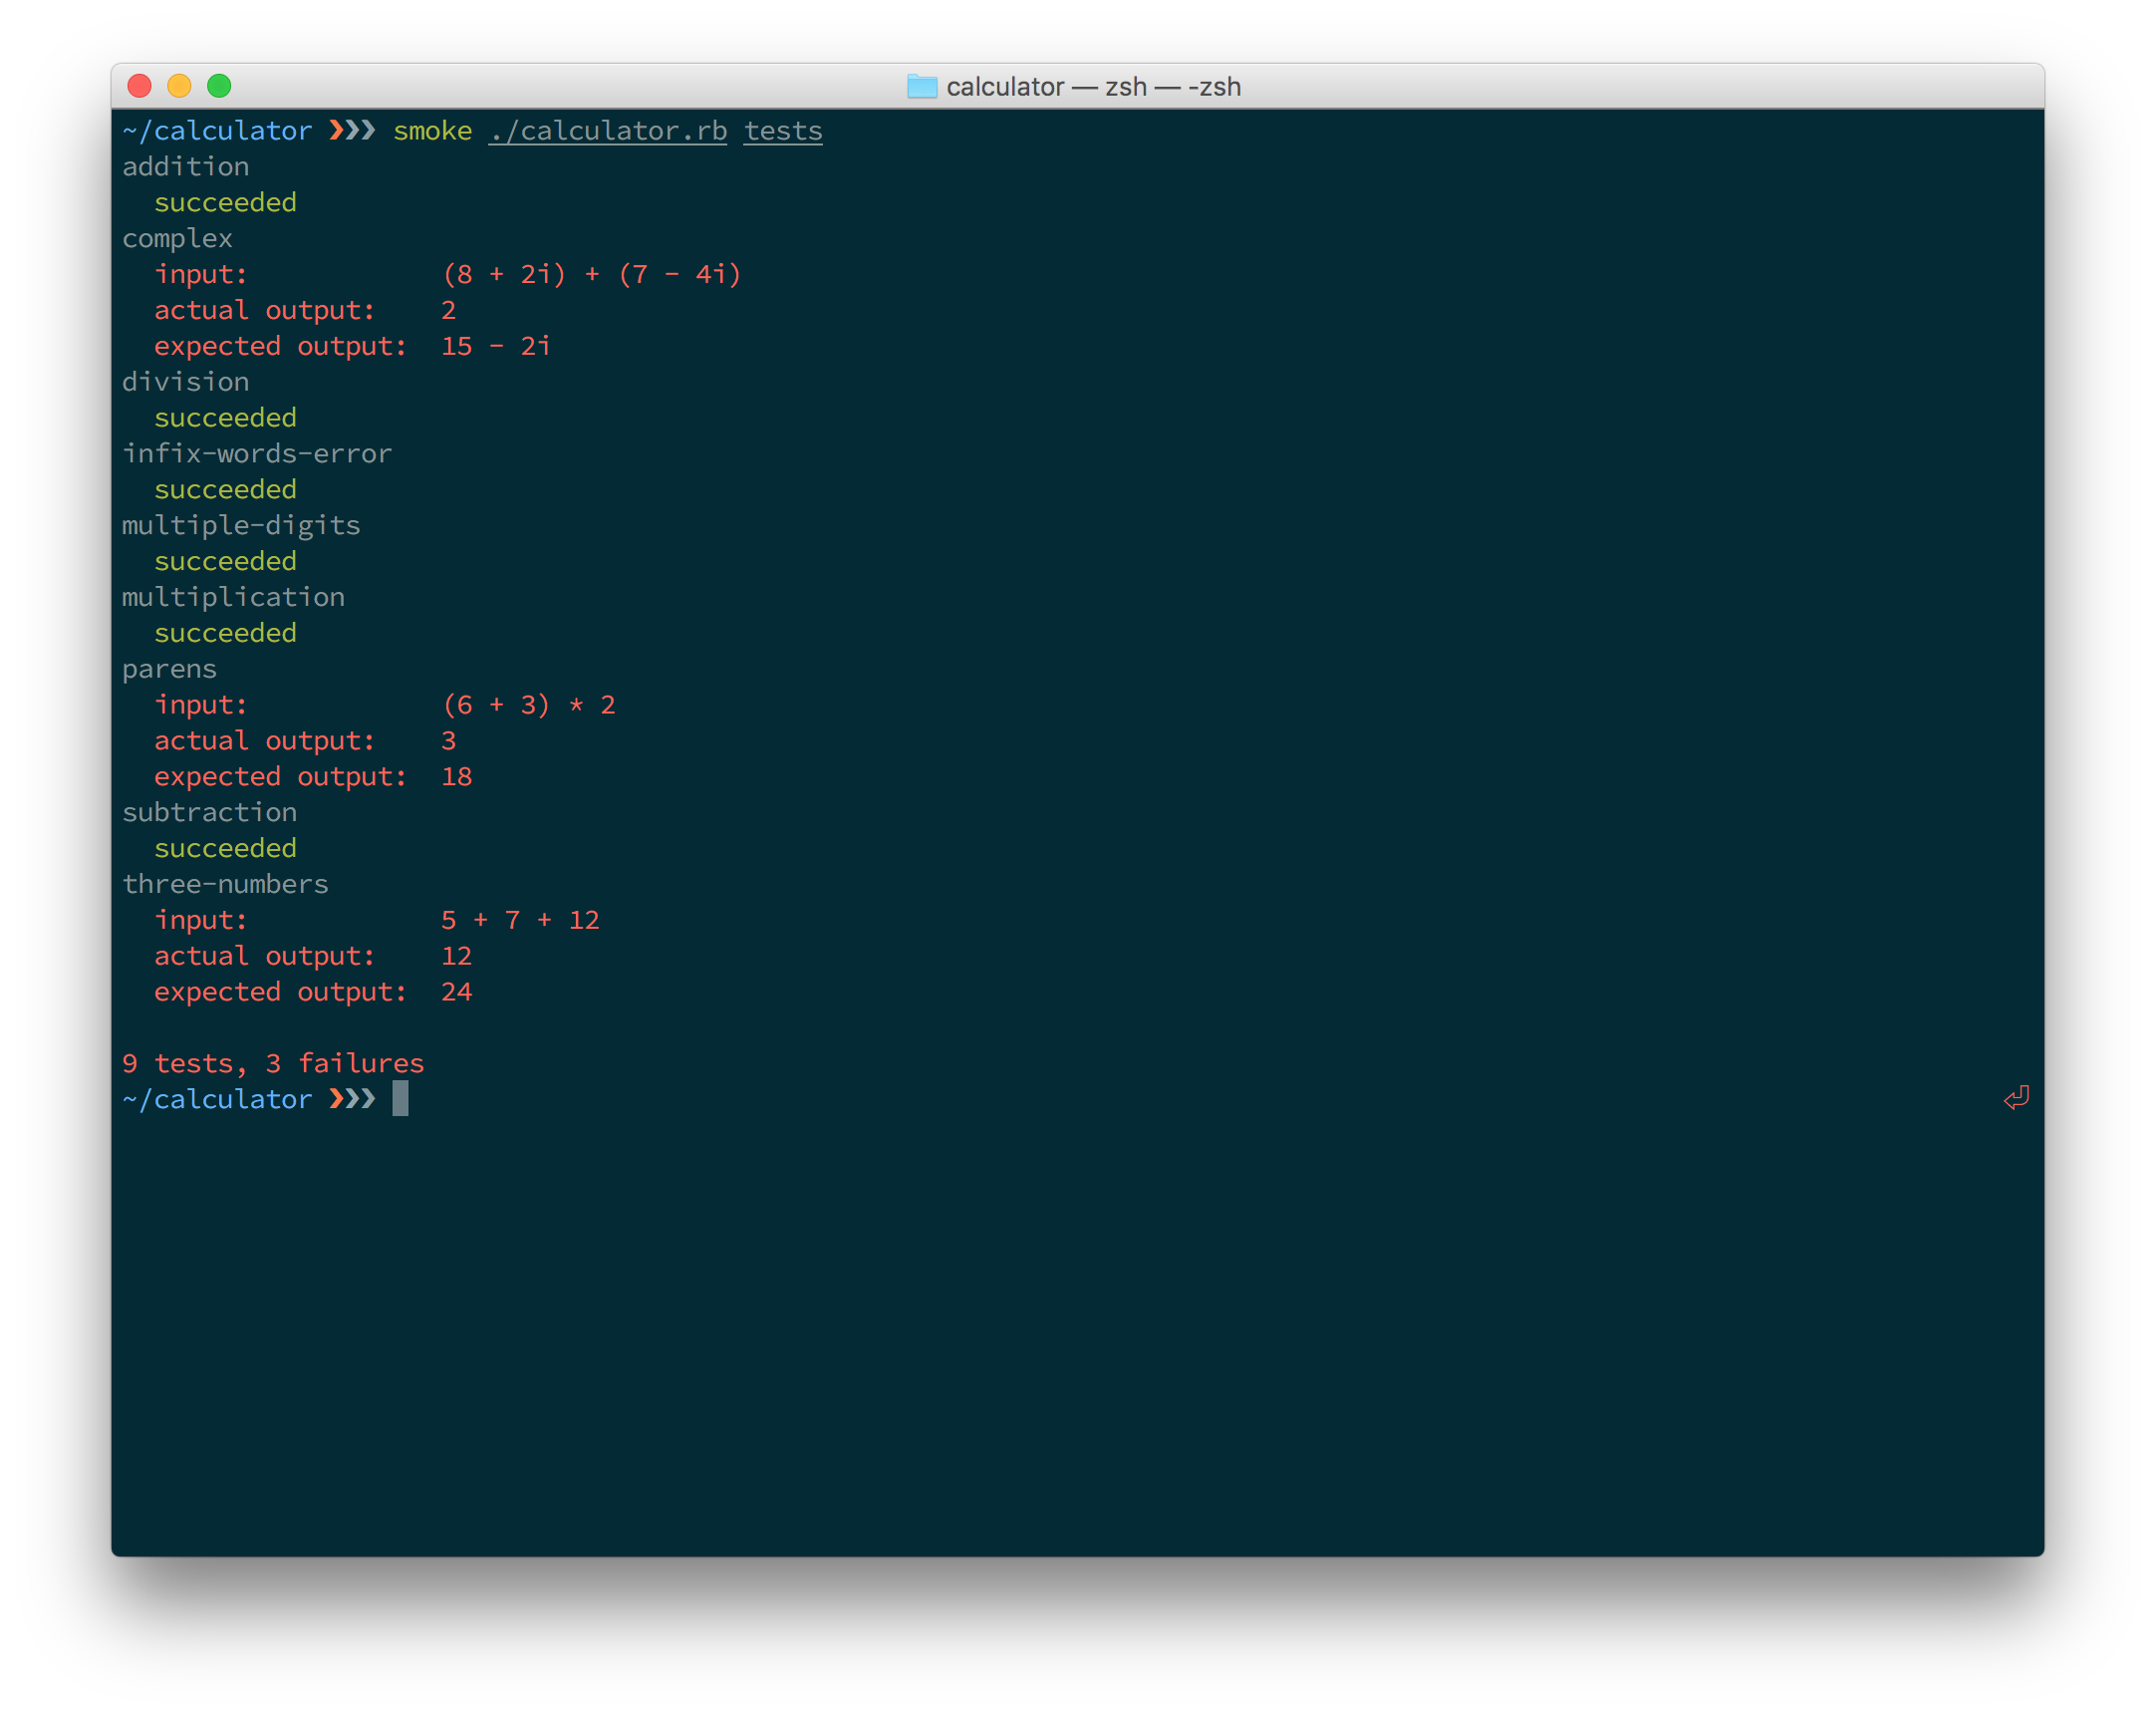 calculator — zsh — -zsh
~/calculator ❯❯❯ smoke ./calculator.rb tests
addition
  succeeded
complex
  input:            (8 + 2i) + (7 - 4i)
  actual output:    2
  expected output:  15 - 2i
division
  succeeded
infix-words-error
  succeeded
multiple-digits
  succeeded
multiplication
  succeeded
parens
  input:            (6 + 3) * 2
  actual output:    3
  expected output:  18
subtraction
  succeeded
three-numbers
  input:            5 + 7 + 12
  actual output:    12
  expected output:  24
9 tests, 3 failures
~/calculator ❯❯❯ ⏎